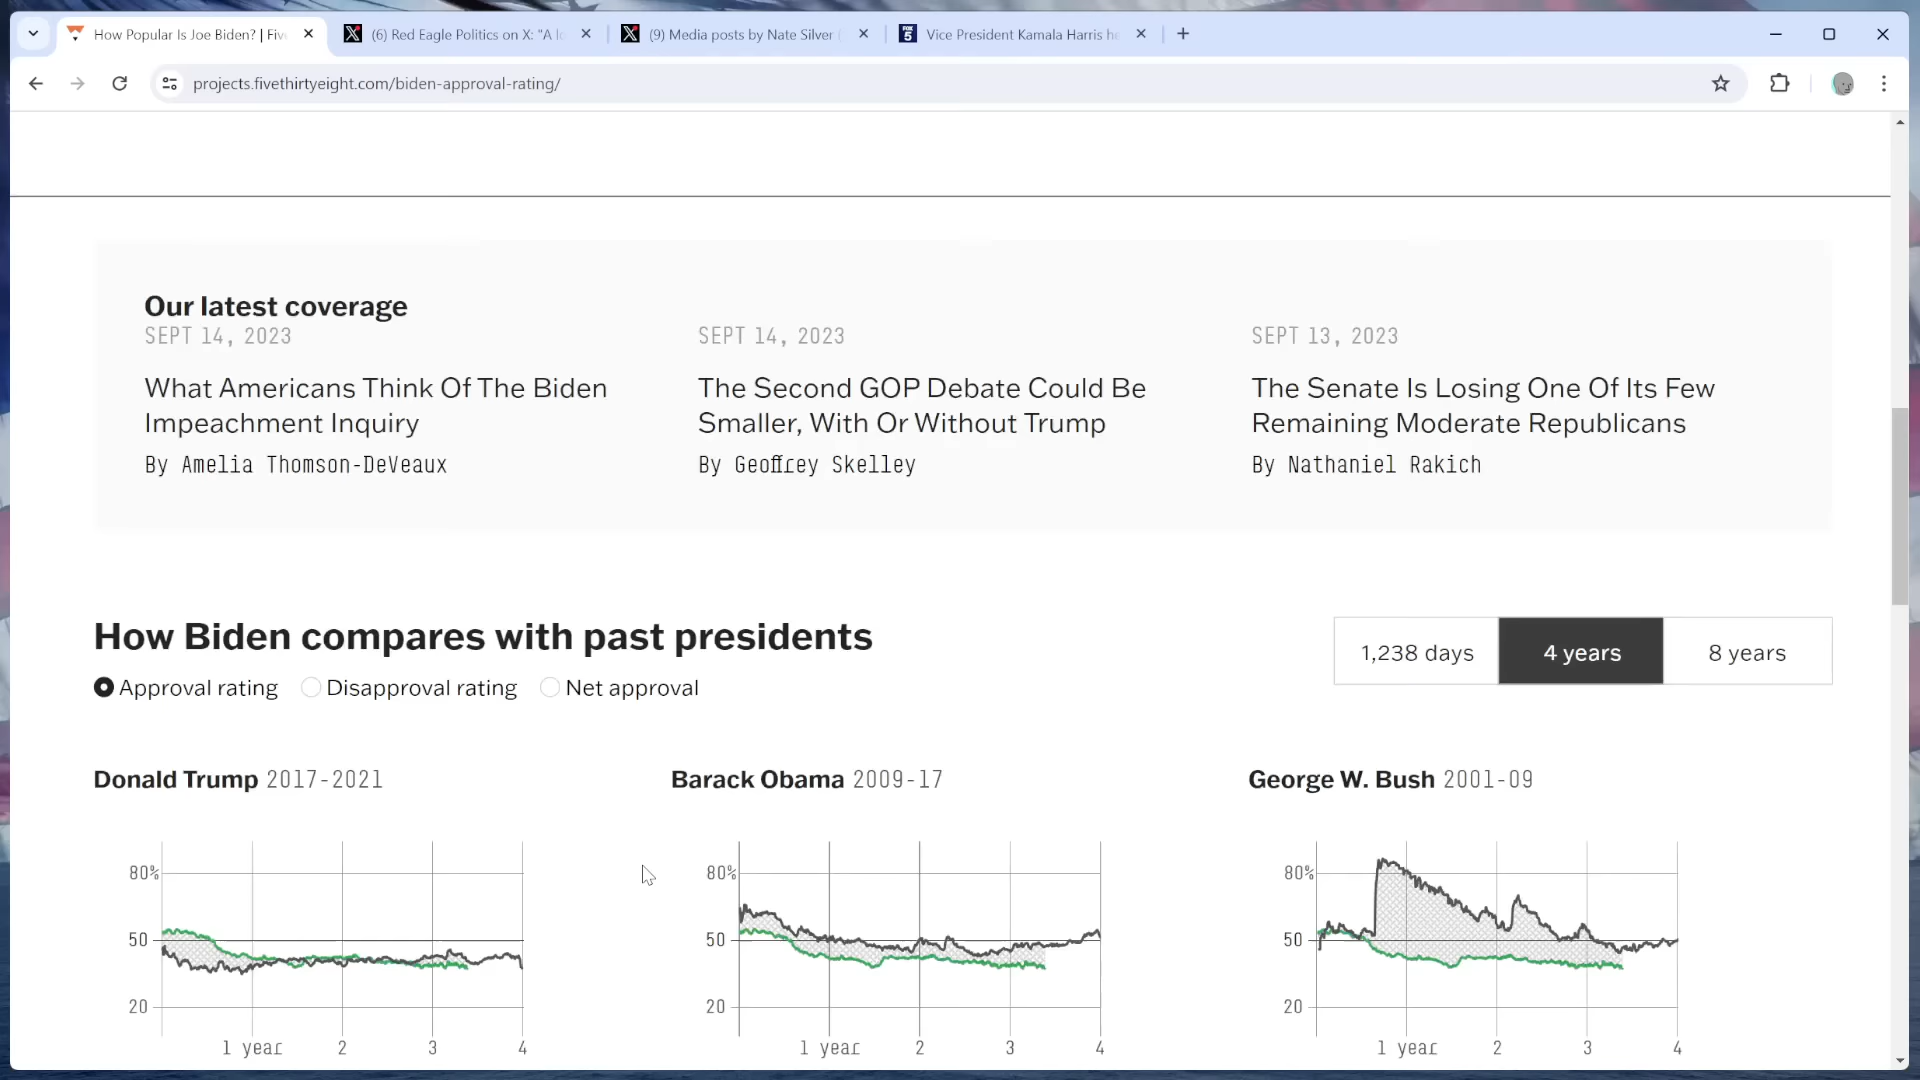 How Popular Is Joe Biden? | Five
(6) Red Eagle Politics on X: "A lo
(9) Media posts by Nate Silver (
Vice President Kamala Harris he
projects.fivethirtyeight.com/biden-approval-rating/
Our latest coverage
SEPT 14, 2023
What Americans Think Of The Biden
Impeachment Inquiry
By Amelia Thomson-DeVeaux
SEPT 14, 2023
The Second GOP Debate Could Be
Smaller, With Or Without Trump
By Geoffrey Skelley
SEPT 13, 2023
The Senate Is Losing One Of Its Few
Remaining Moderate Republicans
By Nathaniel Rakich
How Biden compares with past presidents
1,238 days 4 years 8 years
Approval rating Disapproval rating Net approval
Donald Trump 2017-2021
80%
50
20
1 year 2 3 4
Barack Obama 2009-17
80%
50
20
1 year 2 3 4
George W. Bush 2001-09
80%
50
20
1 year 2 3 4